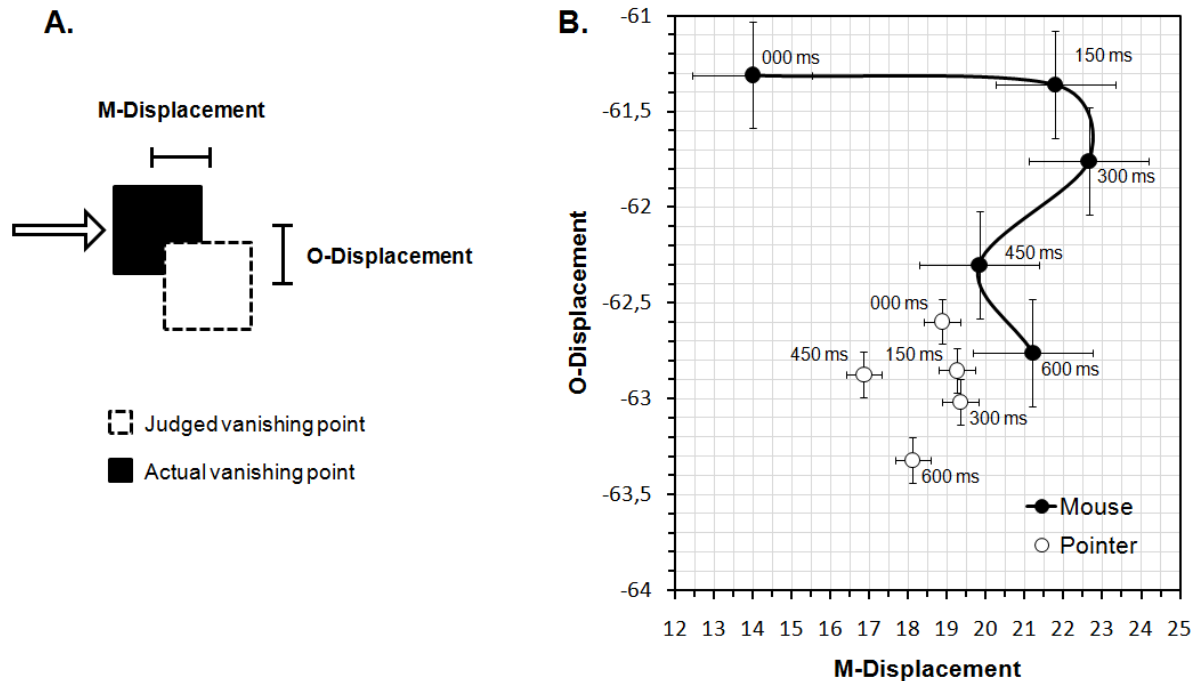 A.
M-Displacement
O-Displacement
Judged vanishing point
Actual vanishing point
B.
O-Displacement
-61
-61,5
-62
-62,5
-63
-63,5
-64
000 ms
150 ms
300 ms
450 ms
600 ms
000 ms
450 ms
150 ms
300 ms
600 ms
Mouse
Pointer
12 13 14 15 16 17 18 19 20 21 22 23 24 25
M-Displacement